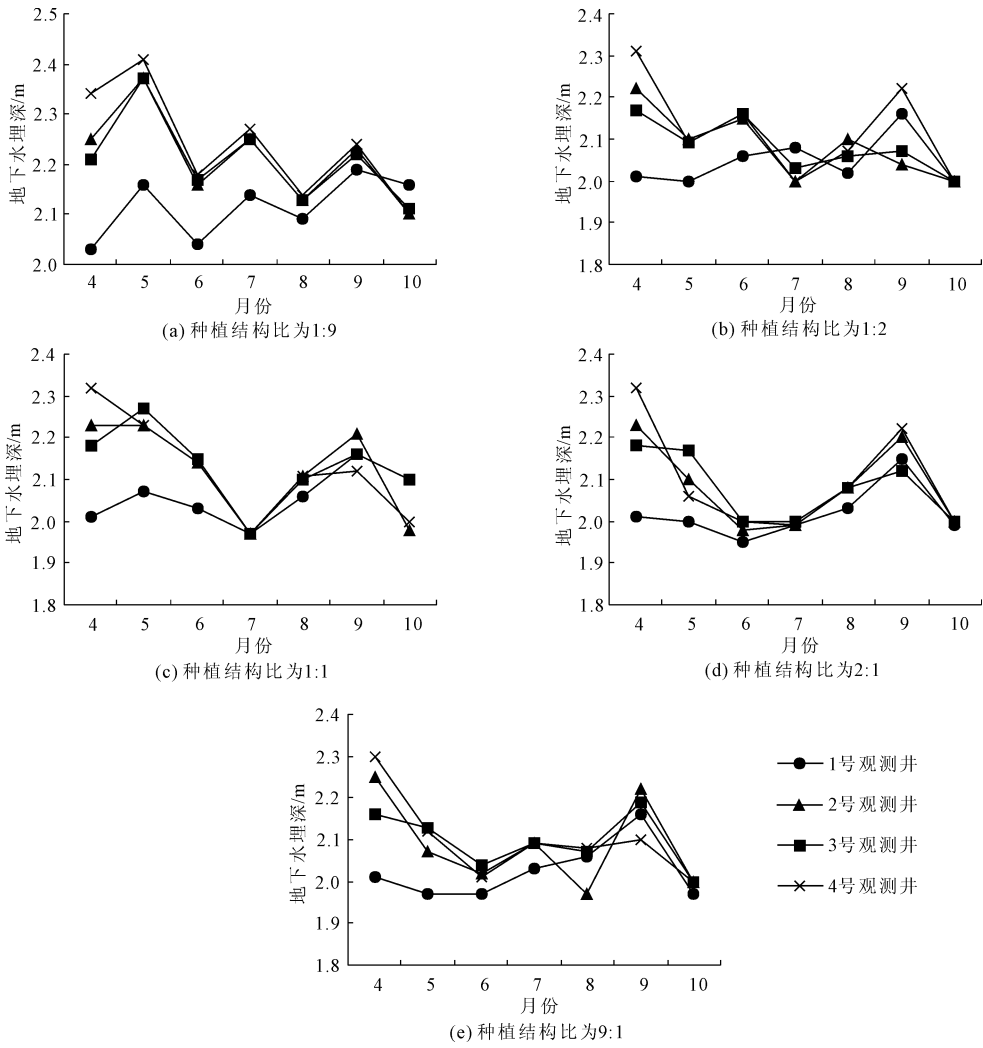 2.5
2.4
2.3
2.2
2.1
2.0
地下水埋深/m
4 5 6 7 8 9 10
月份
(a) 种植结构比为1:9
2.4
2.3
2.2
2.1
2.0
1.9
1.8
地下水埋深/m
4 5 6 7 8 9 10
月份
(b) 种植结构比为1:2
2.4
2.3
2.2
2.1
2.0
1.9
1.8
地下水埋深/m
4 5 6 7 8 9 10
月份
(c) 种植结构比为1:1
2.4
2.3
2.2
2.1
2.0
1.9
1.8
地下水埋深/m
4 5 6 7 8 9 10
月份
(d) 种植结构比为2:1
2.4
2.3
2.2
2.1
2.0
1.9
1.8
地下水埋深/m
4 5 6 7 8 9 10
月份
(e) 种植结构比为9:1
1号观测井
2号观测井
3号观测井
4号观测井